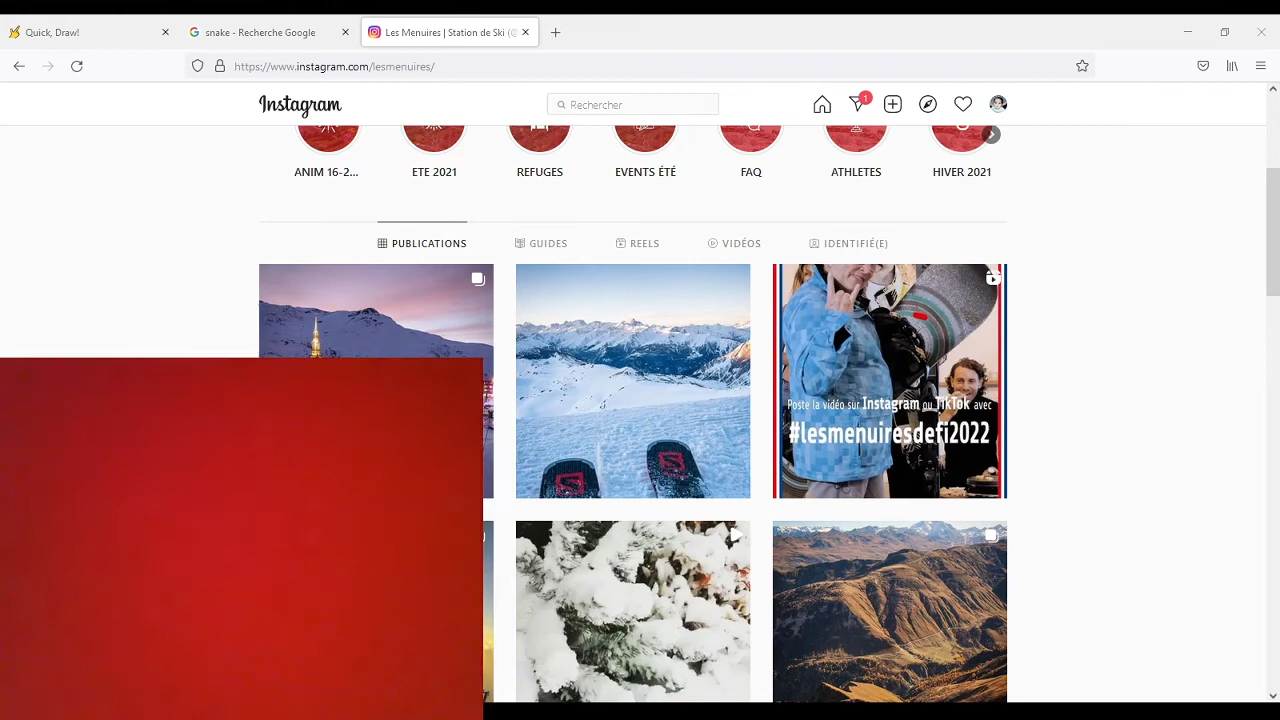 Quick, Draw!
snake - Recherche Google
Les Menuires | Station de Ski (@
https://www.instagram.com/lesmenuires/
Instagram
Rechercher
1
ANIM 16-2...
ETE 2021
REFUGES
EVENTS ÉTÉ
FAQ
ATHLETES
HIVER 2021
PUBLICATIONS
GUIDES
REELS
VIDÉOS
IDENTIFIÉ(E)
Poste la vidéo sur Instagram ou TikTok avec
#lesmenuiresdefi2022